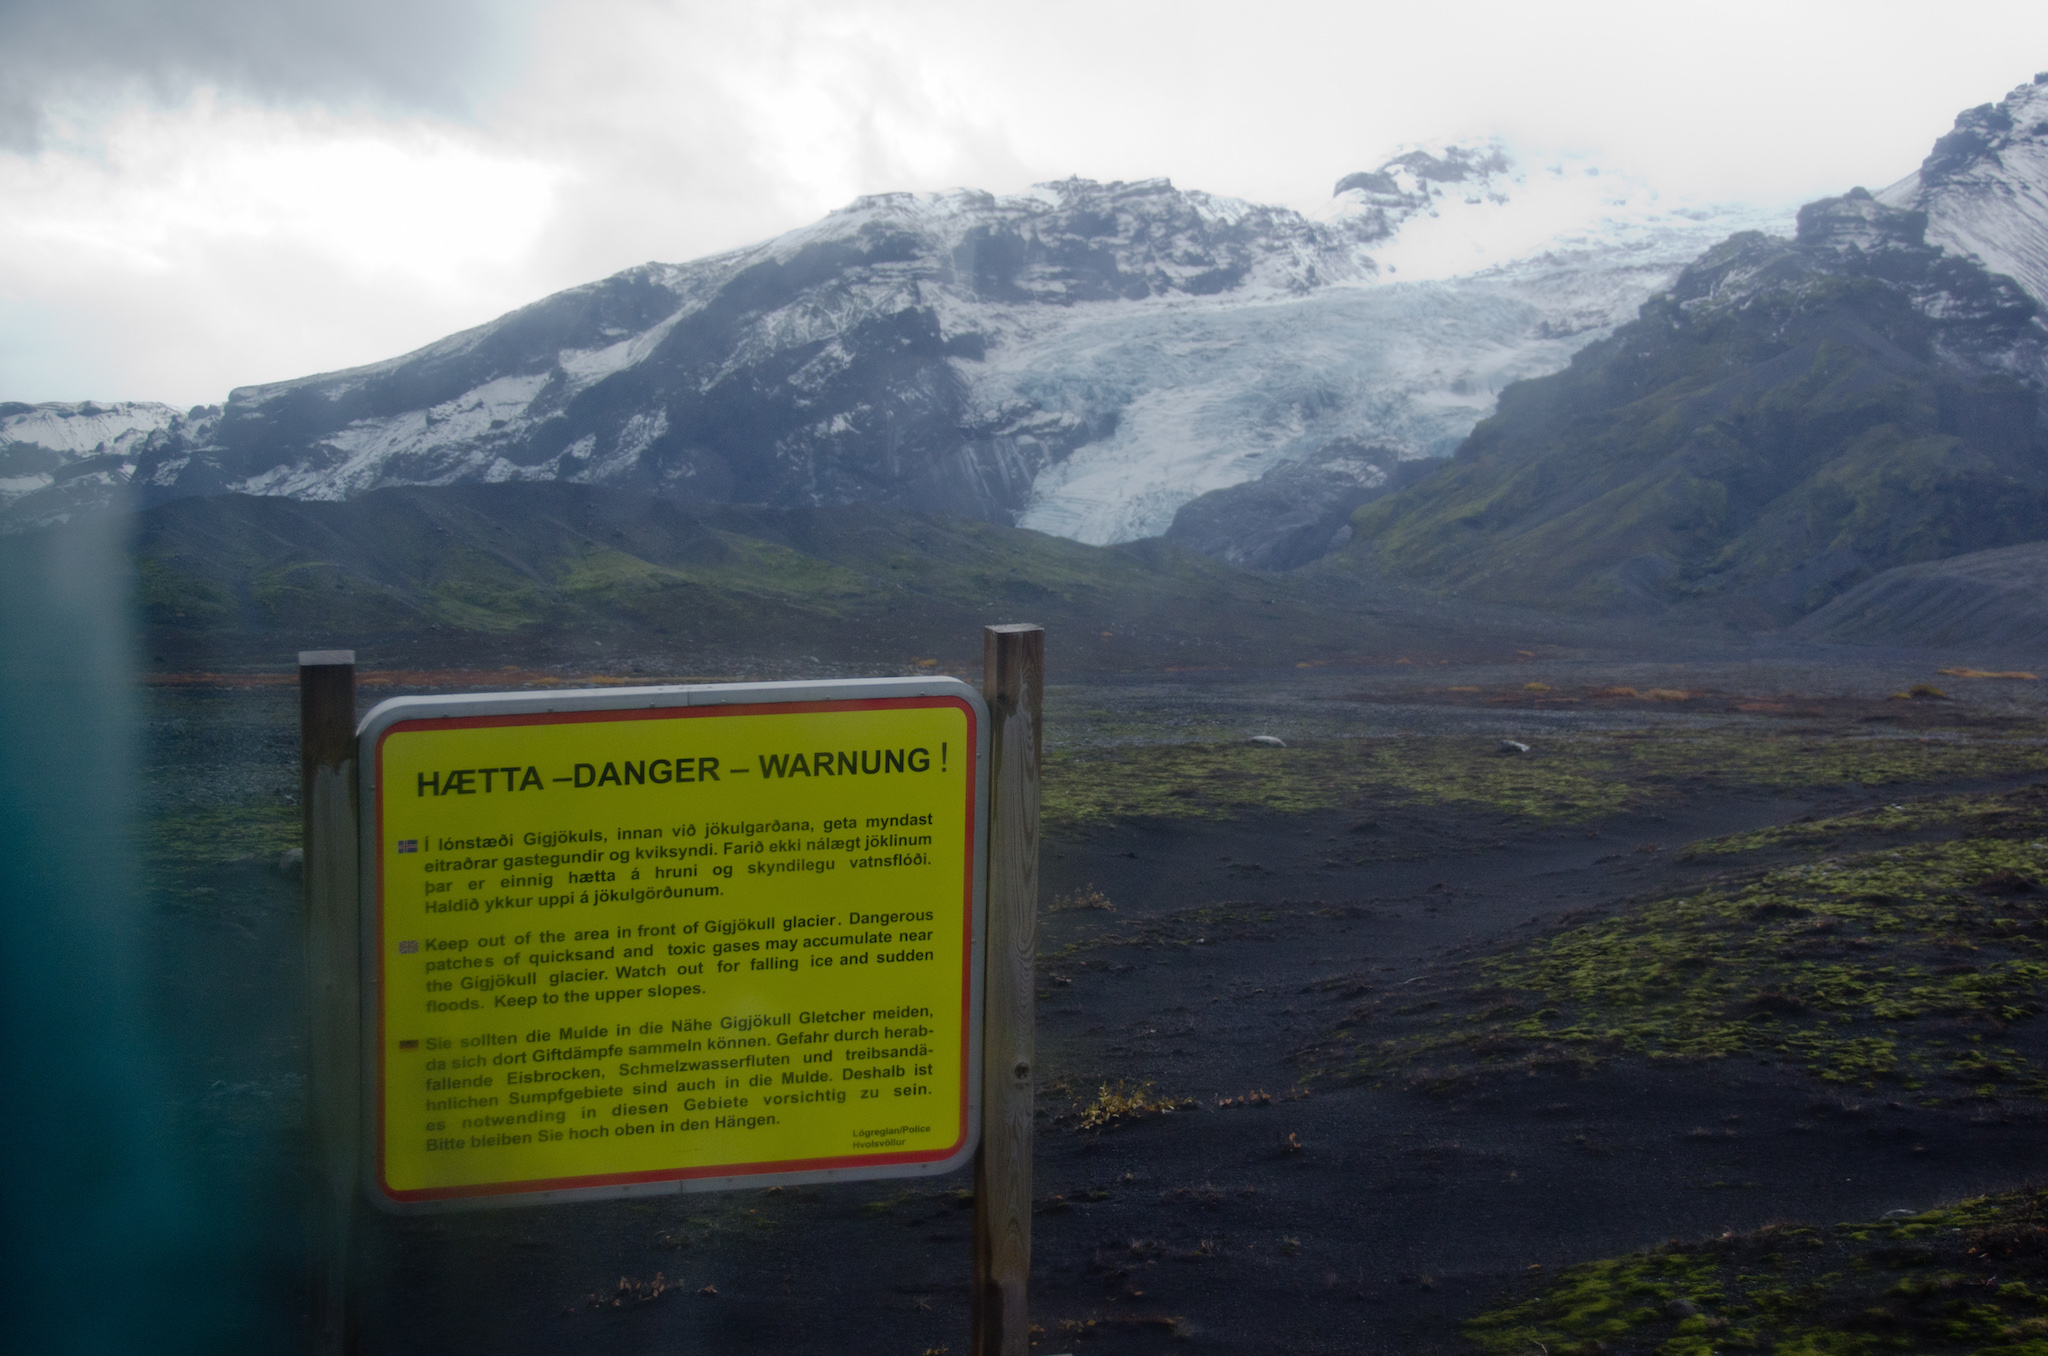 HÆTTA –DANGER – WARNUNG !
Í lónstæði Gígjökuls, innan við jökulgarðana, geta myndast
eitraðrar gastegundir og kviksyndi. Farið ekki nálægt jöklinum
þar er einnig hætta á hruni og skyndilegu vatnsflóði.
Haldið ykkur uppi á jökulgörðunum.
Keep out of the area in front of Gígjökull glacier. Dangerous
patches of quicksand and toxic gases may accumulate near
the Gígjökull glacier. Watch out for falling ice and sudden
floods. Keep to the upper slopes.
Sie sollten die Mulde in die Nähe Gigjökull Gletcher meiden,
da sich dort Giftdämpfe sammeln können. Gefahr durch herab-
fallende Eisbrocken, Schmelzwasserfluten und treibsandä-
hnlichen Sumpfgebiete sind auch in die Mulde. Deshalb ist
es notwending in diesen Gebiete vorsichtig zu sein.
Bitte bleiben Sie hoch oben in den Hängen.
Lögreglan/Police
Hvolsvöllur